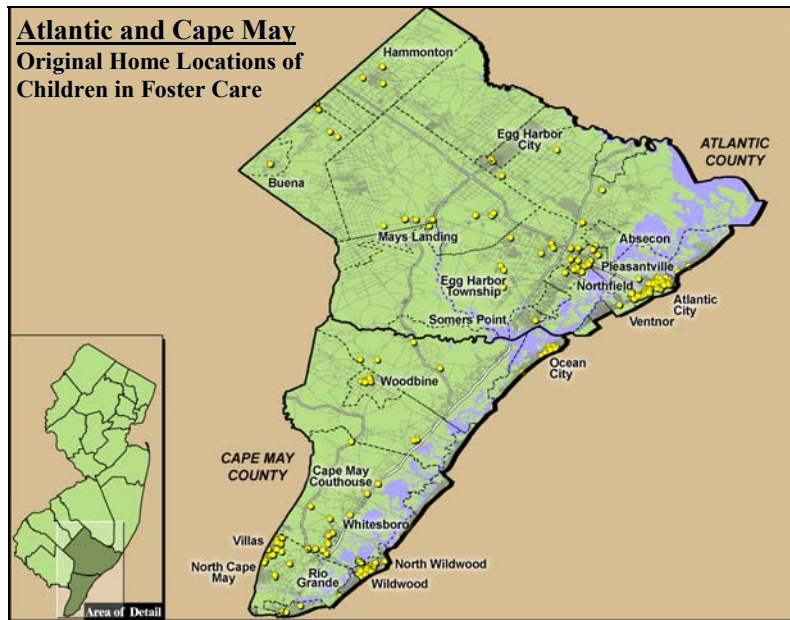 Atlantic and Cape May
Original Home Locations of
Children in Foster Care
Hammonton
Egg Harbor
City
ATLANTIC
COUNTY
Buena
Mays Landing
Absecon
Pleasantville
Egg Harbor
Township
Northfield
Atlantic
City
Somers Point
Ventnor
Ocean
City
Woodbine
CAPE MAY
COUNTY
Cape May
Couthouse
Whitesboro
Villas
North Cape
May
Rio
Grande
North Wildwood
Wildwood
Area of Detail